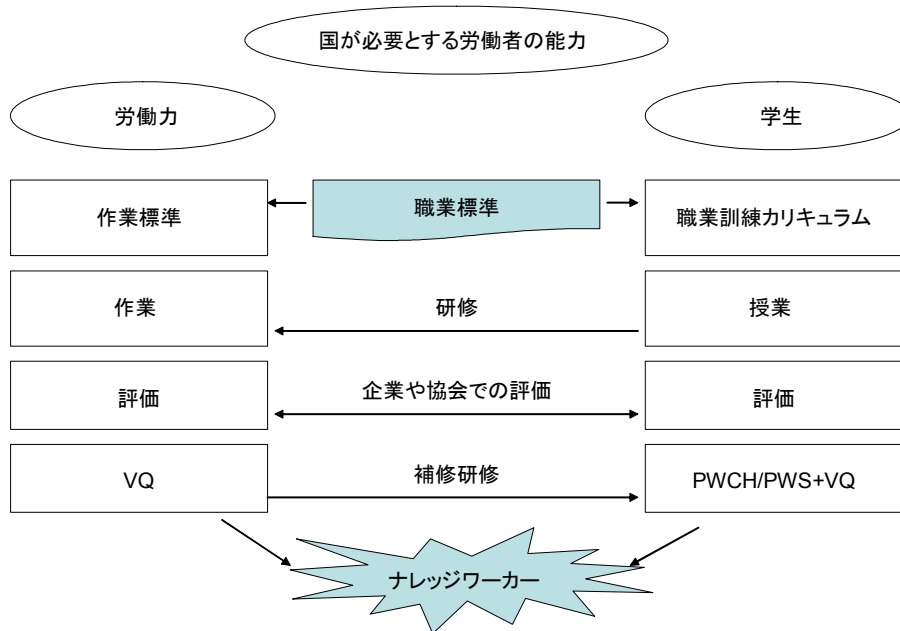 国が必要とする労働者の能力
労働力
学生
作業標準
職業標準
職業訓練カリキュラム
作業
研修
授業
評価
企業や協会での評価
評価
VQ
補修研修
PWCH/PWS+VQ
ナレッジワーカー